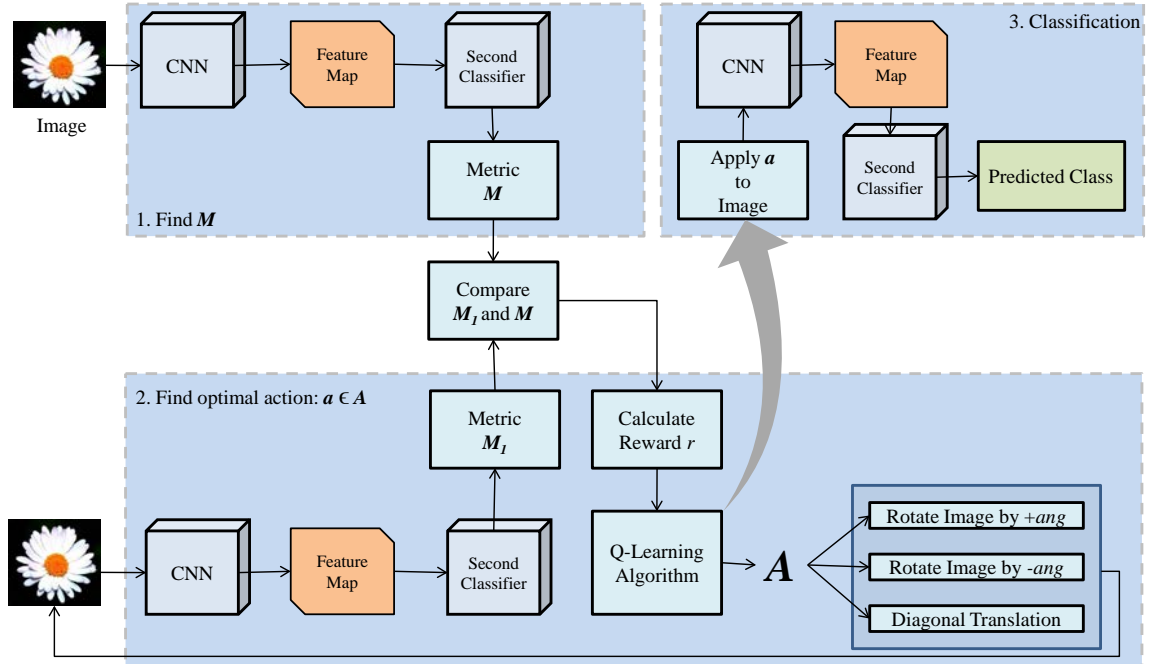 Image
CNN
Feature
Map
Second
Classifier
Metric
M
1. Find M
3. Classification
CNN
Feature
Map
Apply a
to
Image
Second
Classifier
Predicted Class
Compare
M1 and M
2. Find optimal action: a ϵ A
Metric
M1
Calculate
Reward r
CNN
Feature
Map
Second
Classifier
Q-Learning
Algorithm
A
Rotate Image by +ang
Rotate Image by -ang
Diagonal Translation